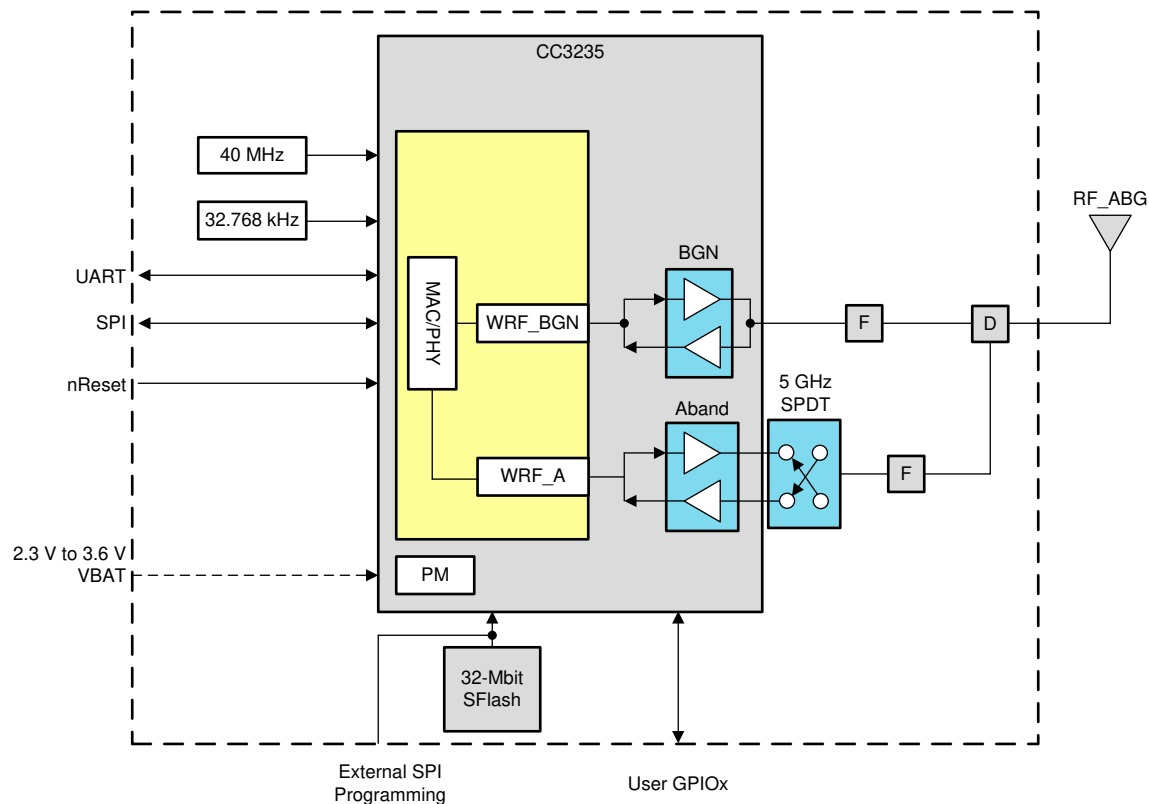 CC3235
40 MHz
32.768 kHz
UART
SPI
nReset
MAC/PHY
WRF_BGN
WRF_A
BGN
Aband
5 GHz
SPDT
F
D
F
RF_ABG
2.3 V to 3.6 V
VBAT
PM
32-Mbit
SFlash
External SPI
Programming
User GPIOx